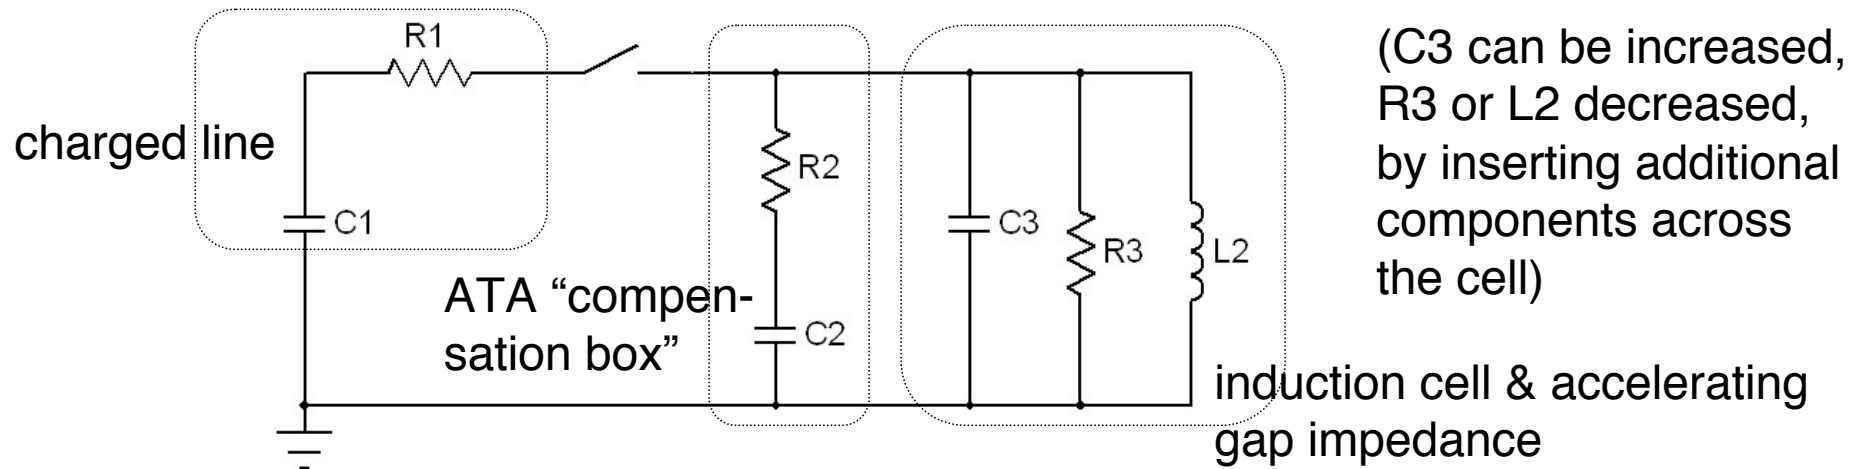 R1
charged line
C1
R2
ATA “compen-
sation box”
C2
C3
R3
L2
(C3 can be increased,
R3 or L2 decreased,
by inserting additional
components across
the cell)
induction cell & accelerating
gap impedance